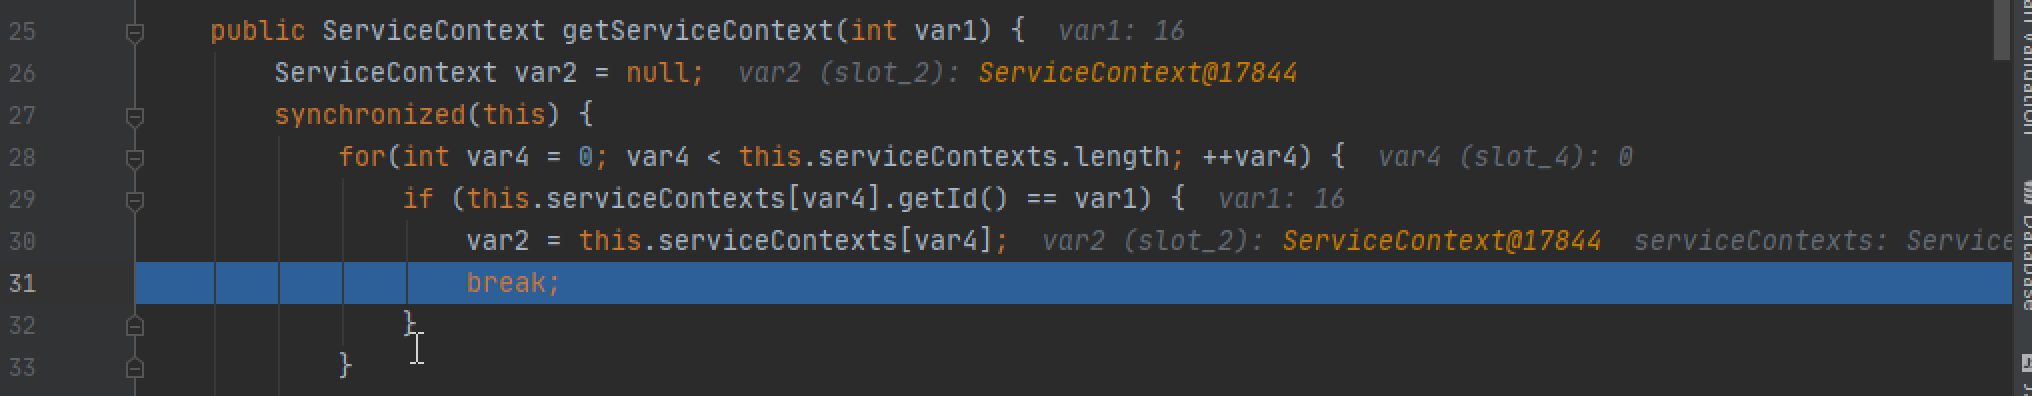 25 public ServiceContext getServiceContext(int var1) { var1: 16
26 ServiceContext var2 = null; var2 (slot_2): ServiceContext@17844
27 synchronized(this) {
28 for(int var4 = 0; var4 < this.serviceContexts.length; ++var4) { var4 (slot_4): 0
29 if (this.serviceContexts[var4].getId() == var1) { var1: 16
30 var2 = this.serviceContexts[var4]; var2 (slot_2): ServiceContext@17844 serviceContexts: Service
31 break;
32 }
33 }
Database